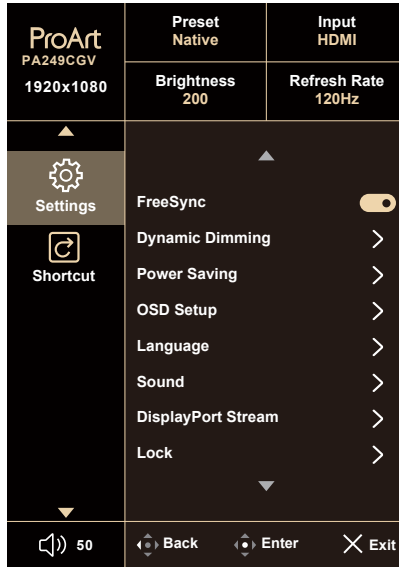 ProArt
PA249CGV
1920x1080
Preset
Native
Input
HDMI
Brightness
200
Refresh Rate
120Hz
Settings
Shortcut
FreeSync
Dynamic Dimming
Power Saving
OSD Setup
Language
Sound
DisplayPort Stream
Lock
50
Back
Enter
Exit